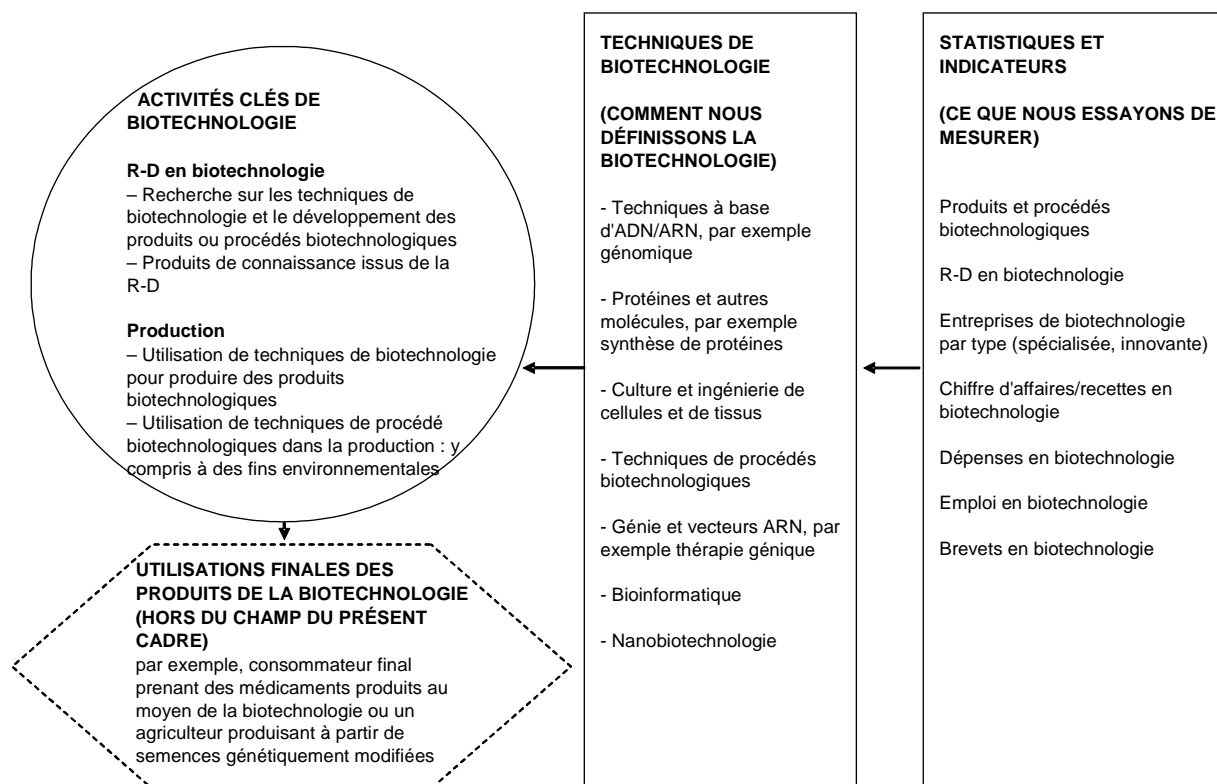 ACTIVITÉS CLÉS DE
BIOTECHNOLOGIE
R-D en biotechnologie
– Recherche sur les techniques de
biotechnologie et le développement des
produits ou procédés biotechnologiques
– Produits de connaissance issus de la
R-D
Production
– Utilisation de techniques de biotechnologie
pour produire des produits
biotechnologiques
– Utilisation de techniques de procédé
biotechnologiques dans la production : y
compris à des fins environnementales
UTILISATIONS FINALES DES
PRODUITS DE LA BIOTECHNOLOGIE
(HORS DU CHAMP DU PRÉSENT
CADRE)
par exemple, consommateur final
prenant des médicaments produits au
moyen de la biotechnologie ou un
agriculteur produisant à partir de
semences génétiquement modifiées
TECHNIQUES DE
BIOTECHNOLOGIE
(COMMENT NOUS
DÉFINISSONS LA
BIOTECHNOLOGIE)
- Techniques à base
d'ADN/ARN, par exemple
génomique
- Protéines et autres
molécules, par exemple
synthèse de protéines
- Culture et ingénierie de
cellules et de tissus
- Techniques de procédés
biotechnologiques
- Génie et vecteurs ARN, par
exemple thérapie génique
- Bioinformatique
- Nanobiotechnologie
STATISTIQUES ET
INDICATEURS
(CE QUE NOUS ESSAYONS DE
MESURER)
Produits et procédés
biotechnologiques
R-D en biotechnologie
Entreprises de biotechnologie
par type (spécialisée, innovante)
Chiffre d'affaires/recettes en
biotechnologie
Dépenses en biotechnologie
Emploi en biotechnologie
Brevets en biotechnologie